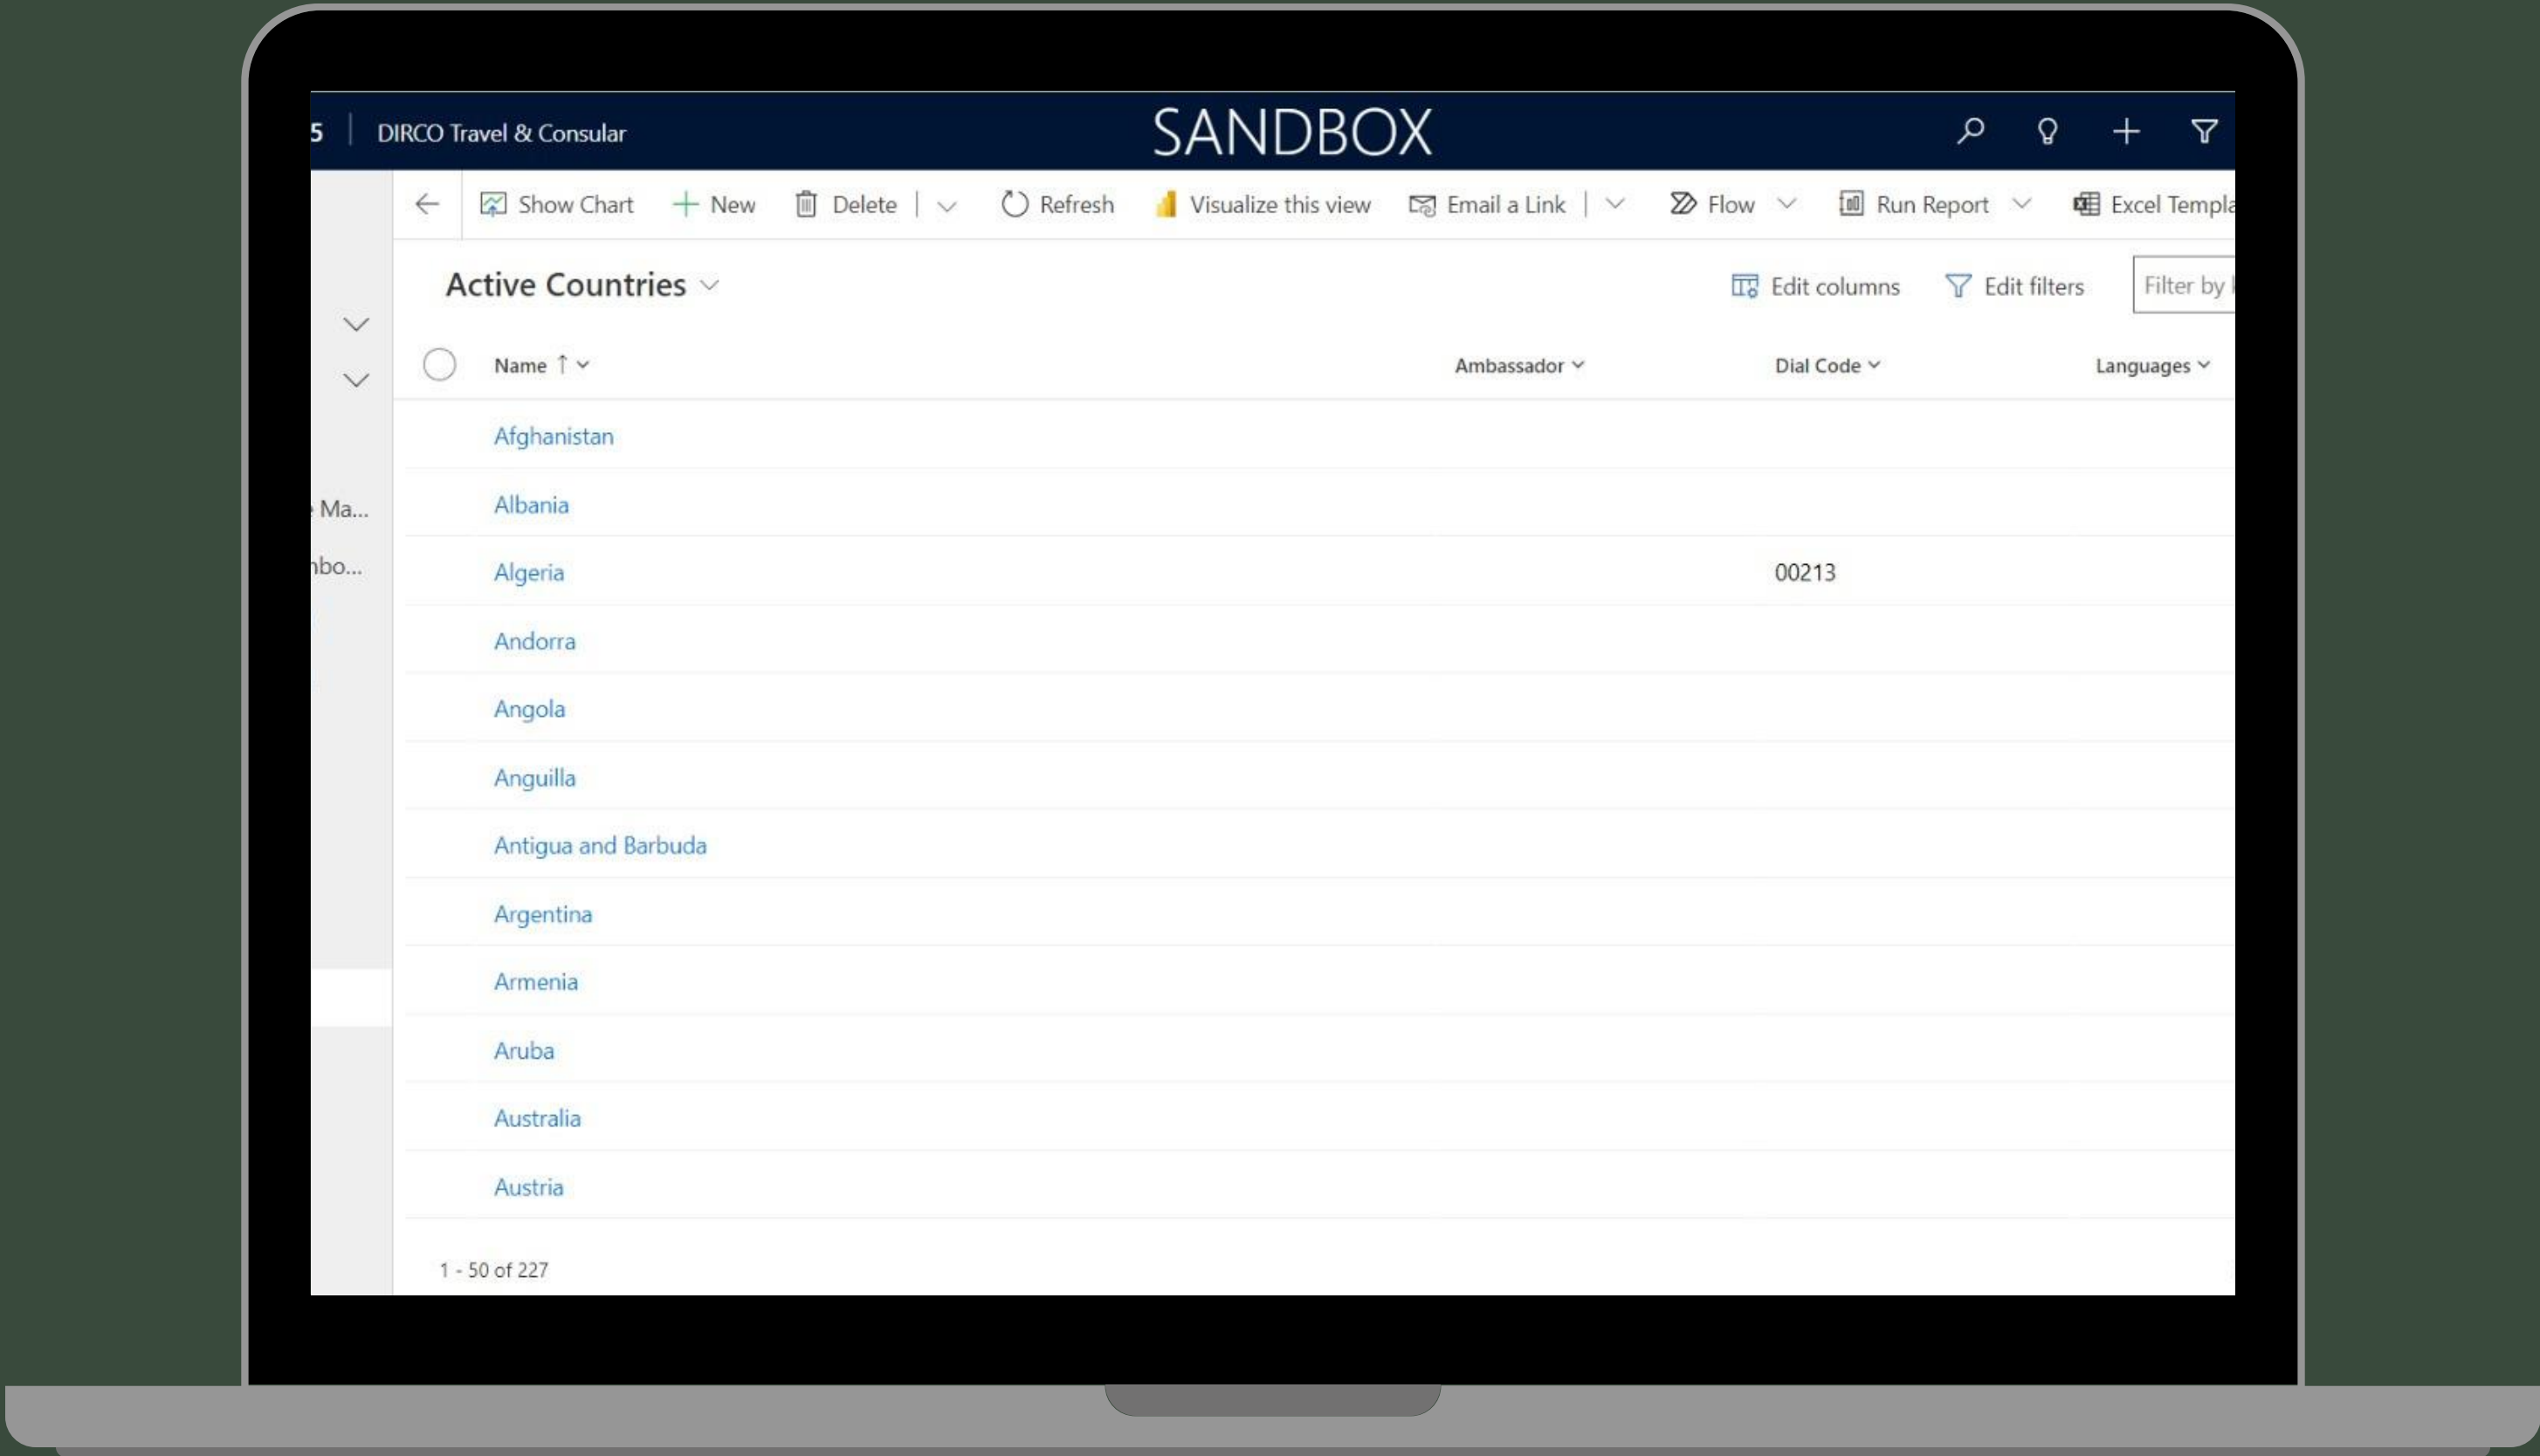 5 | DIRCO Travel & Consular SANDBOX
Show Chart New Delete Refresh Visualize this view Email a Link Flow Run Report Excel Templa
Active Countries Edit columns Edit filters Filter by
Name Ambassador Dial Code Languages
Afghanistan
Ma...
Albania
nbo...
Algeria 00213
Andorra
Angola
Anguilla
Antigua and Barbuda
Argentina
Armenia
Aruba
Australia
Austria
1 - 50 of 227